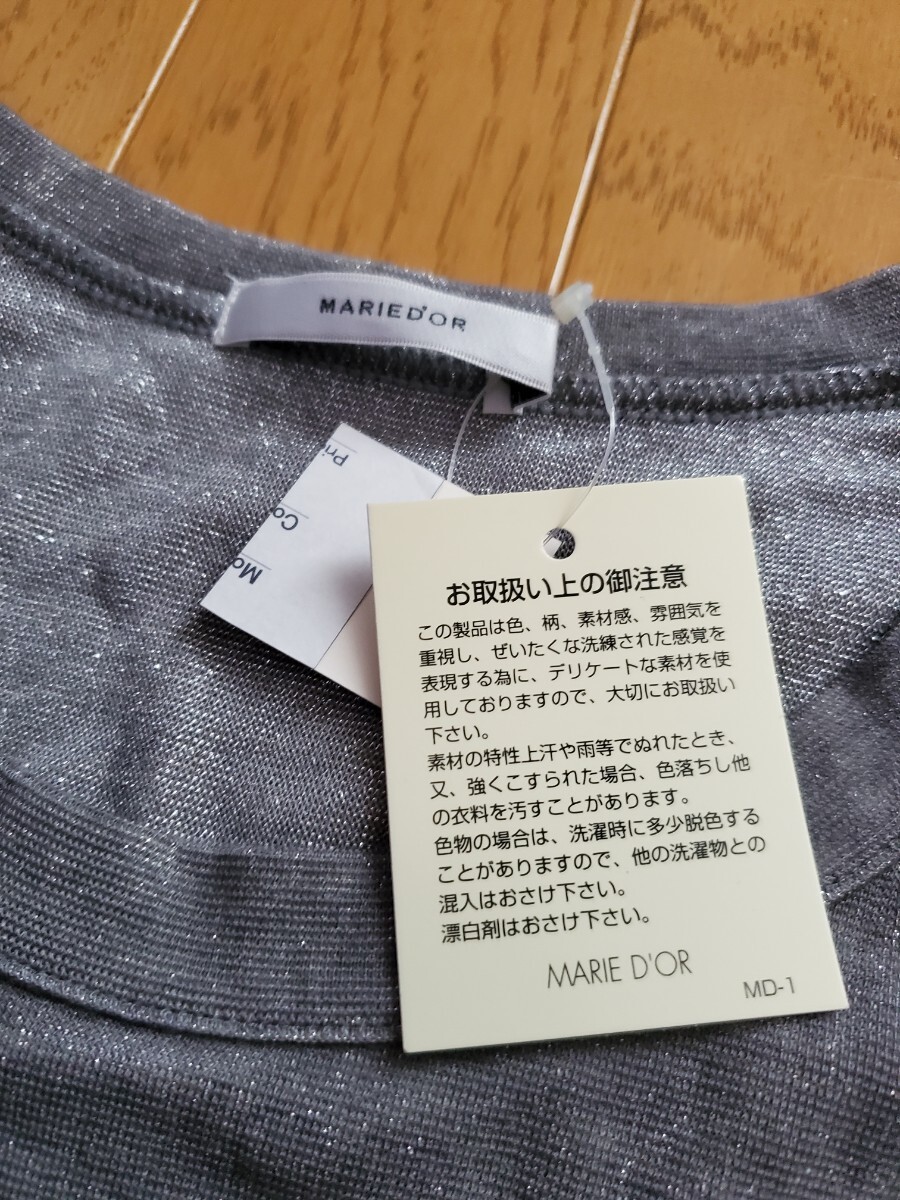 MARIED'OR
Pri
Co
Mo
お取扱い上の御注意
この製品は色、柄、素材感、雰囲気を
重視し、ぜいたくな洗練された感覚を
表現する為に、デリケートな素材を使
用しておりますので、大切にお取扱い
下さい。
素材の特性上汗や雨等でぬれたとき、
又、強くこすられた場合、色落ちし他
の衣料を汚すことがあります。
色物の場合は、洗濯時に多少脱色する
ことがありますので、他の洗濯物との
混入はおさけ下さい。
漂白剤はおさけ下さい。
MARIE D'OR
MD-1